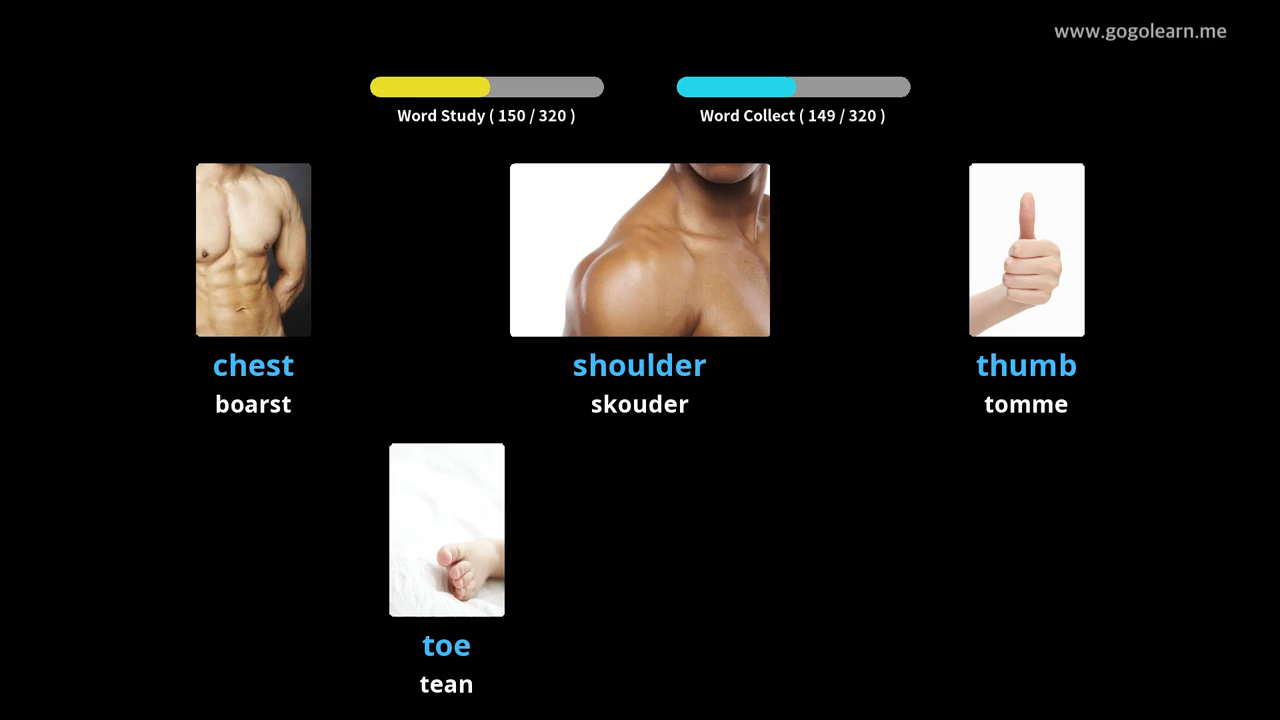 www.gogolearn.me
Word Study ( 150 / 320 )
Word Collect ( 149 / 320 )
chest
boarst
shoulder
skouder
thumb
tomme
toe
tean